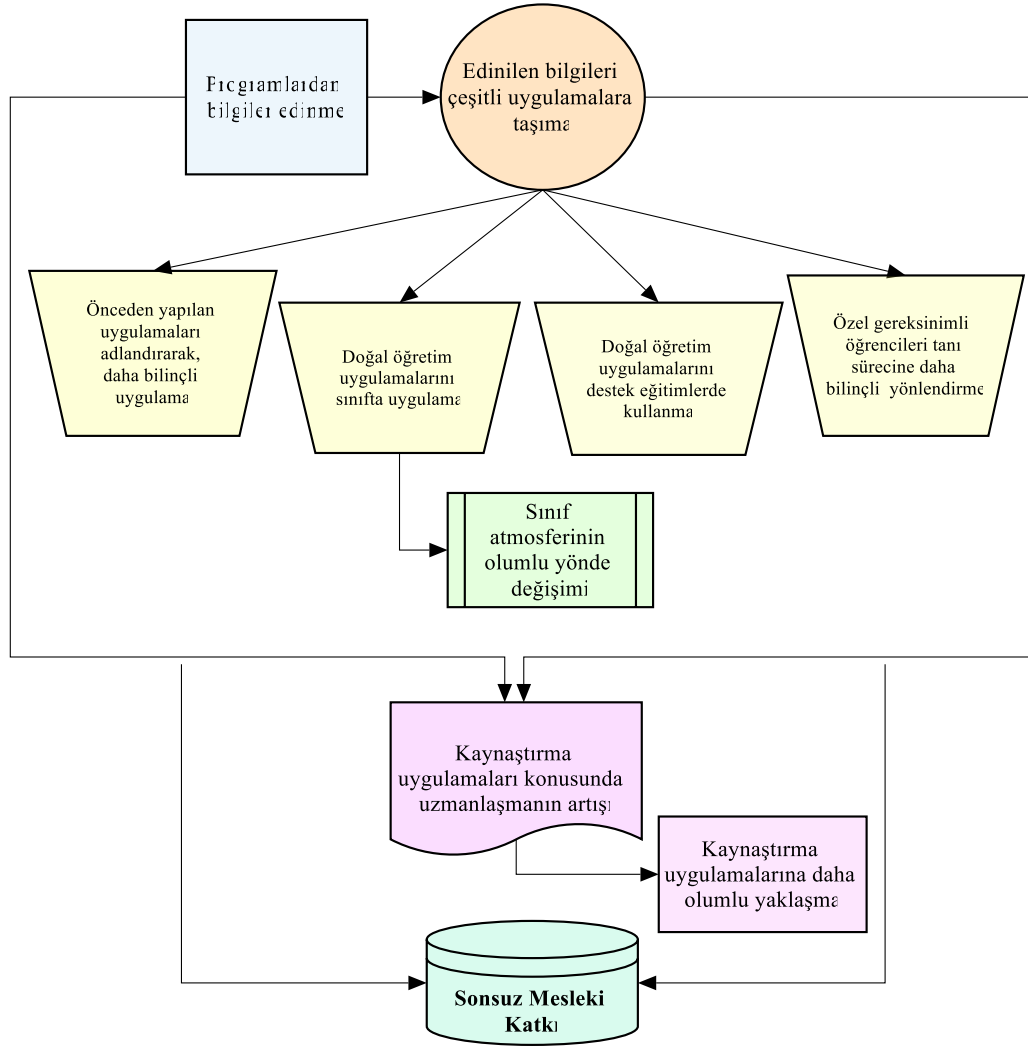 Programlardan
bilgiler edinme
Edinilen bilgileri
çeşitli uygulamalara
taşıma
Önceden yapılan
uygulamaları
adlandırarak,
daha bilinçli
uygulama
Doğal öğretim
uygulamalarını
sınıfta uygulama
Doğal öğretim
uygulamalarını
destek eğitimlerde
kullanma
Özel gereksinimli
öğrencileri tanı
sürecine daha
bilinçli yönlendirme
Sınıf
atmosferinin
olumlu yönde
değişimi
Kaynaştırma
uygulamaları konusunda
uzmanlaşmanın artışı
Kaynaştırma
uygulamalarına daha
olumlu yaklaşma
Sonsuz Mesleki
Katkı